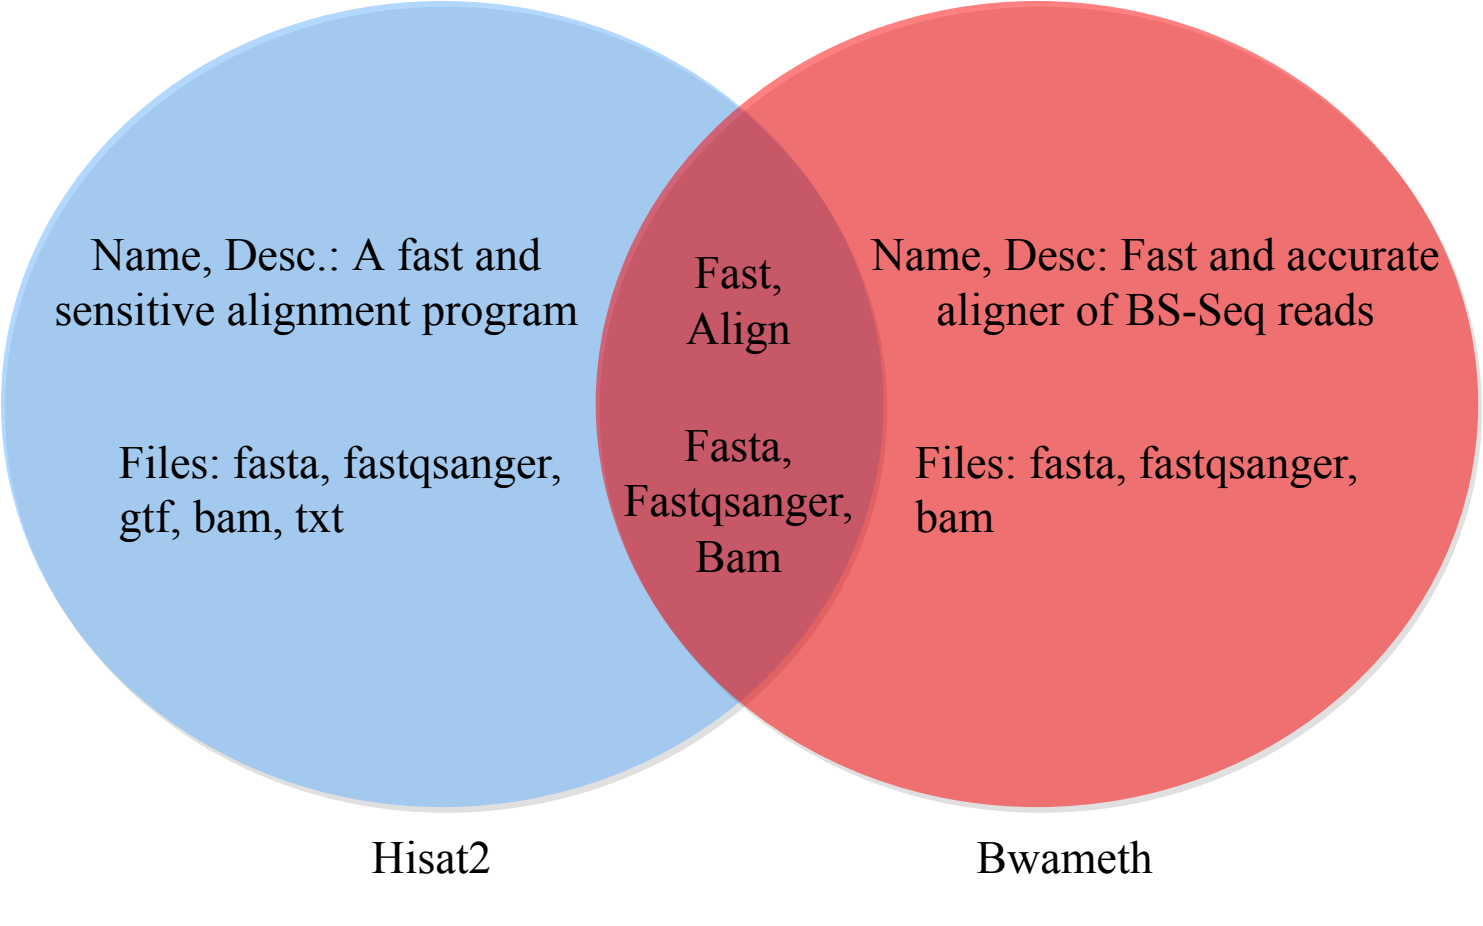 Name, Desc.: A fast and
sensitive alignment program
Files: fasta, fastqsanger,
gtf, bam, txt
Fast,
Align
Fasta,
Fastqsanger,
Bam
Name, Desc: Fast and accurate
aligner of BS-Seq reads
Files: fasta, fastqsanger,
bam
Hisat2
Bwameth